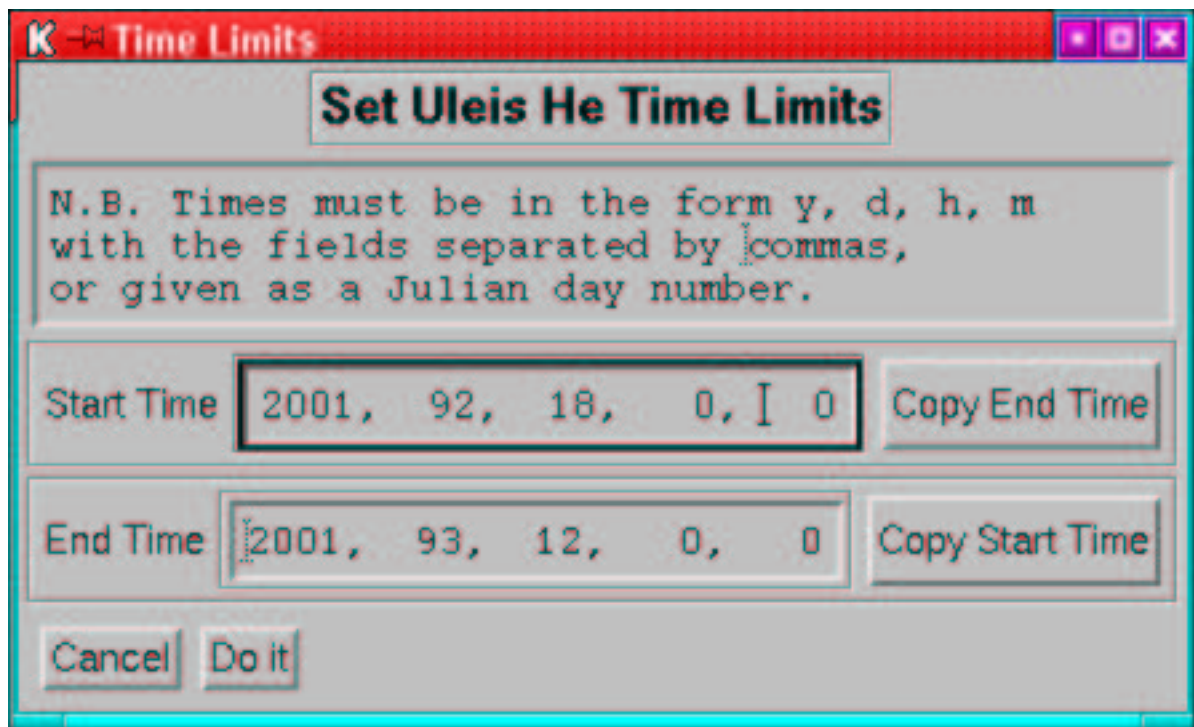 K Time Limits
Set Uleis He Time Limits
N.B. Times must be in the form y, d, h, m
with the fields separated by commas,
or given as a Julian day number.
Start Time 2001, 92, 18, 0, 0 Copy End Time
End Time 2001, 93, 12, 0, 0 Copy Start Time
Cancel Do it